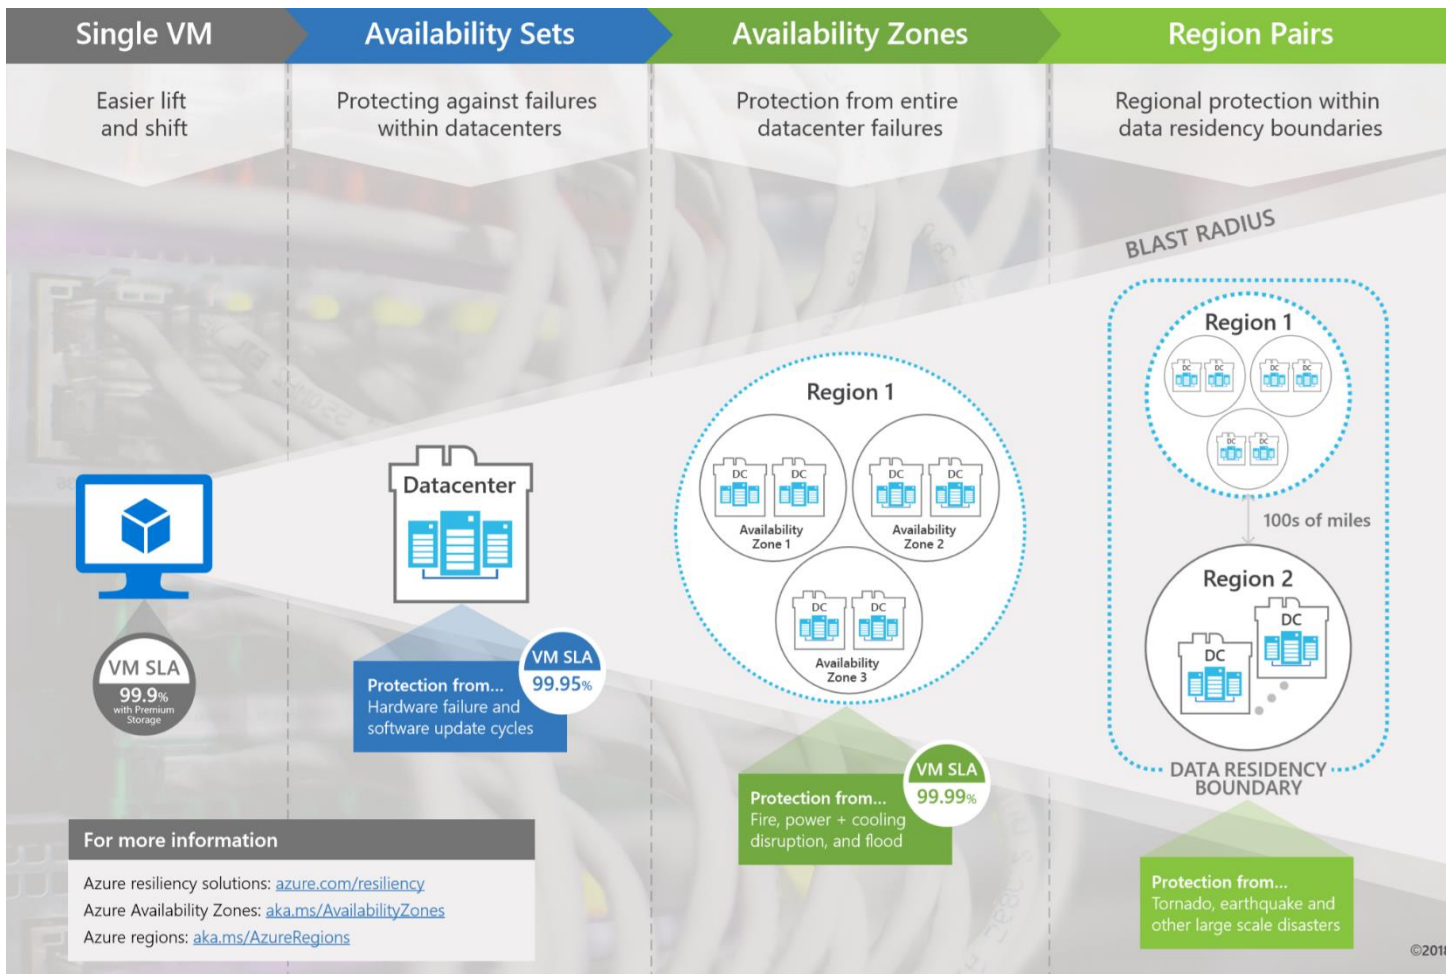 Single VM
Availability Sets
Availability Zones
Region Pairs
Easier lift
and shift
Protecting against failures
within datacenters
Protection from entire
datacenter failures
Regional protection within
data residency boundaries
BLAST RADIUS
VM SLA
99.9%
with Premium
Storage
Datacenter
Protection from...
Hardware failure and
software update cycles
VM SLA
99.95%
Region 1
DC
DC
Availability
Zone 1
DC
DC
Availability
Zone 2
DC
DC
Availability
Zone 3
Protection from...
Fire, power + cooling
disruption, and flood
VM SLA
99.99%
Region 1
DC
DC
DC
DC
DC
DC
100s of miles
Region 2
DC
DC
DATA RESIDENCY
BOUNDARY
Protection from...
Tornado, earthquake and
other large scale disasters
For more information
Azure resiliency solutions: azure.com/resiliency
Azure Availability Zones: aka.ms/AvailabilityZones
Azure regions: aka.ms/AzureRegions
©2018